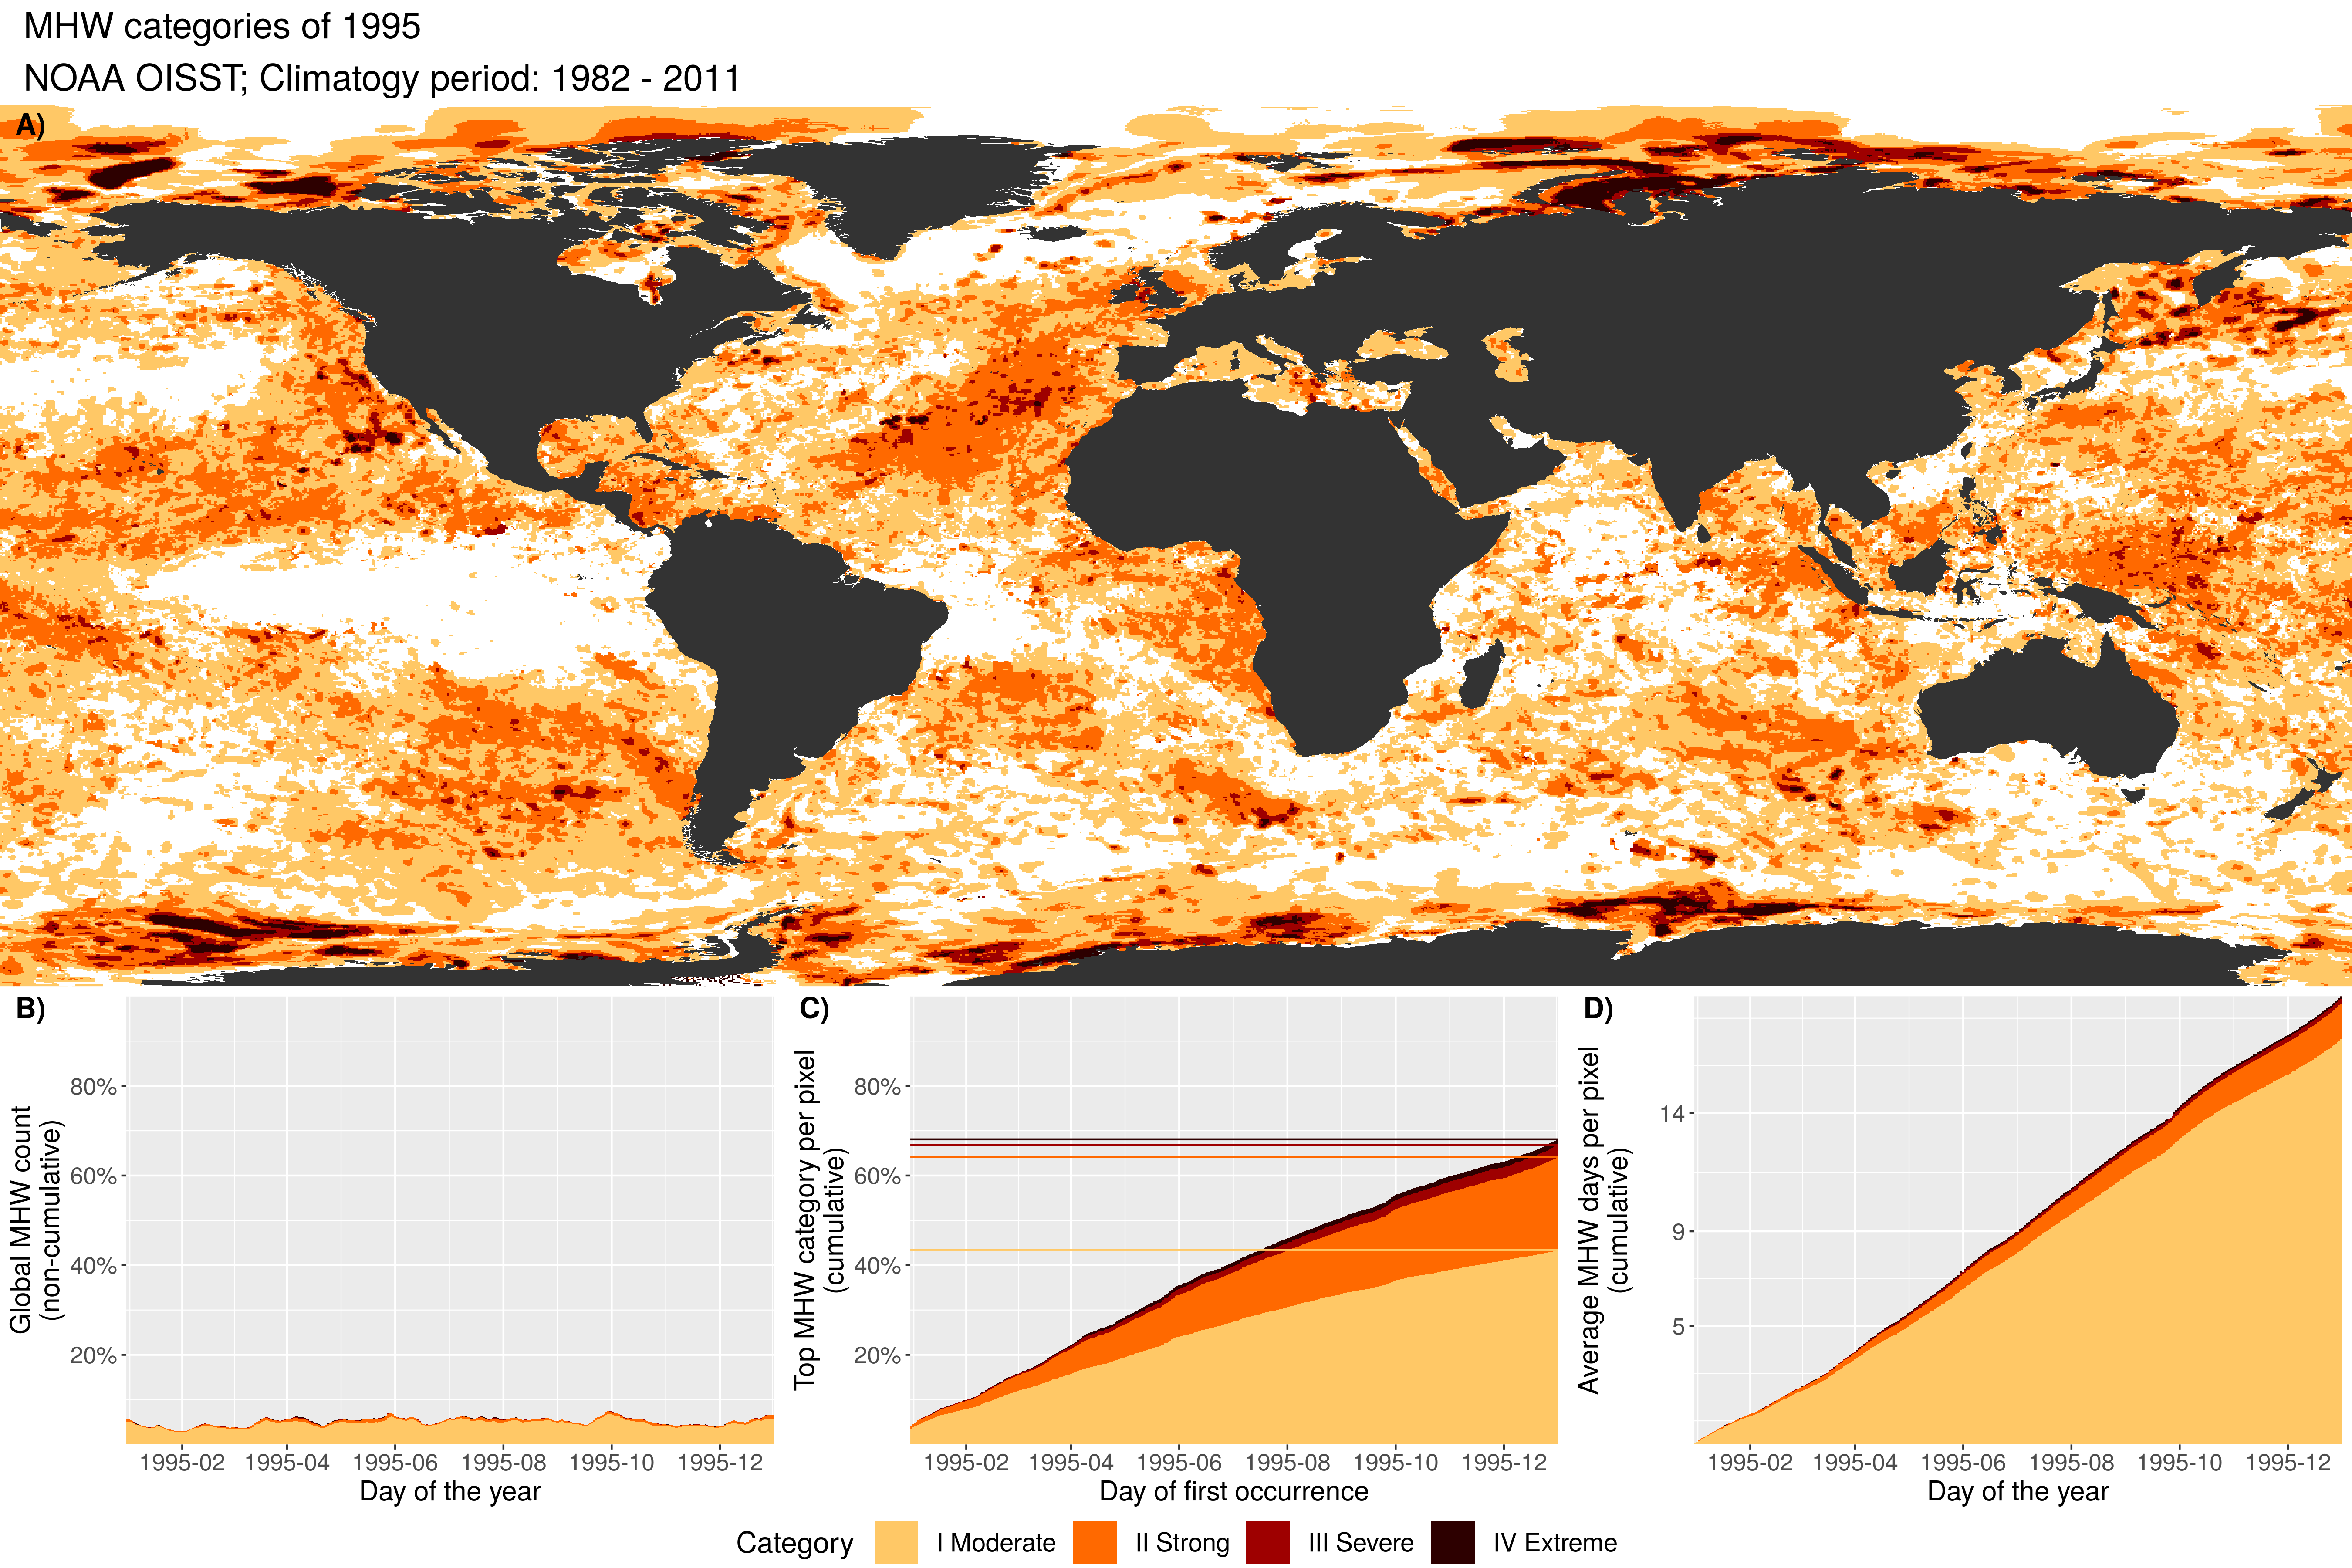 MHW categories of 1995
NOAA OISST; Climatogy period: 1982 - 2011
A)
B)
Global MHW count
(non-cumulative)
80%
60%
40%
20%
1995-02 1995-04 1995-06 1995-08 1995-10 1995-12
Day of the year
C)
Top MHW category per pixel
(cumulative)
80%
60%
40%
20%
1995-02 1995-04 1995-06 1995-08 1995-10 1995-12
Day of first occurrence
D)
Average MHW days per pixel
(cumulative)
14
9
5
1995-02 1995-04 1995-06 1995-08 1995-10 1995-12
Day of the year
Category I Moderate II Strong III Severe IV Extreme